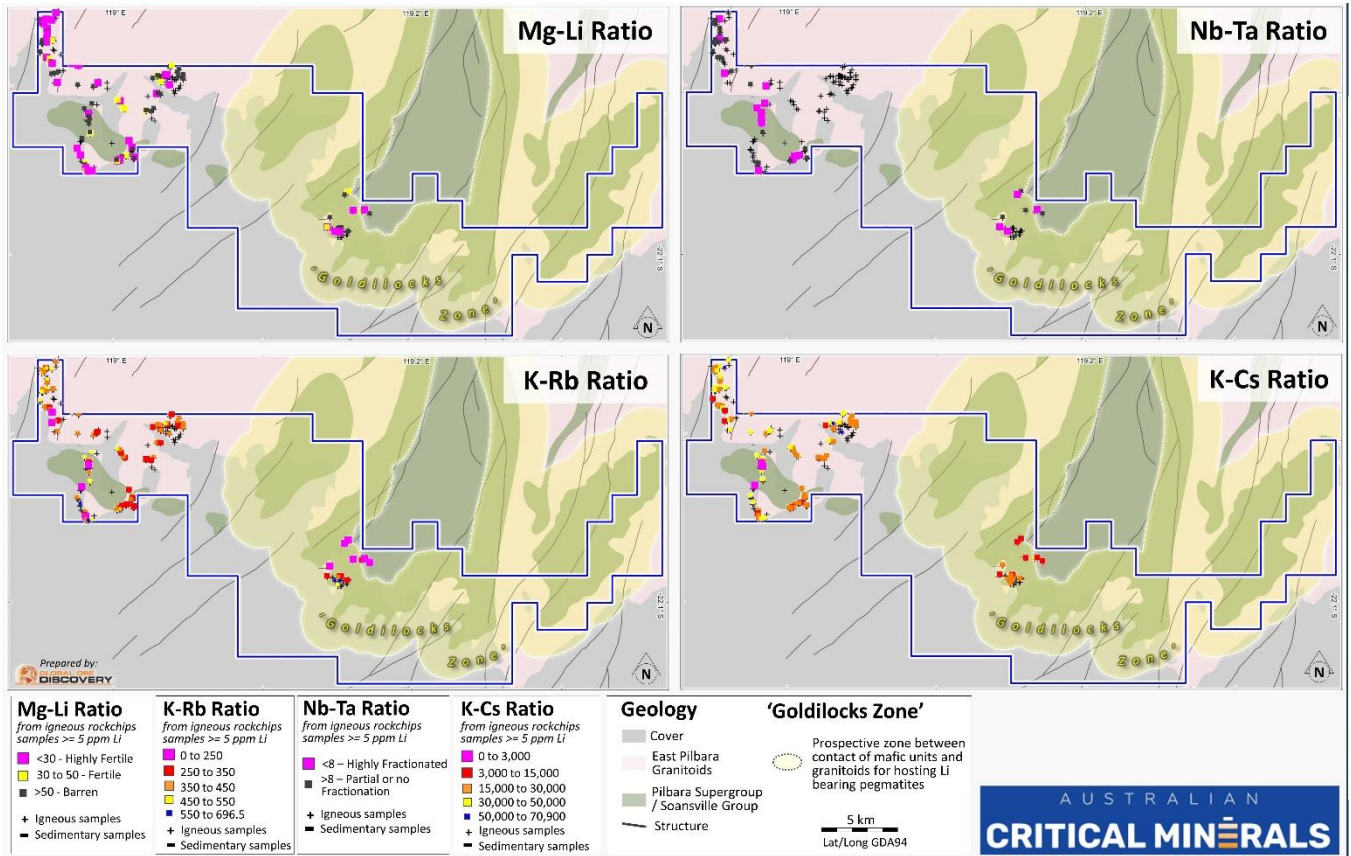 119° E
119.2° E
Mg-Li Ratio
22.1° S
'Goldilocks
Zone'
N
119° E
119.2° E
Nb-Ta Ratio
22.1° S
'Goldilocks
Zone'
N
119° E
119.2° E
K-Rb Ratio
22.1° S
'Goldilocks
Zone'
N
Prepared by:
GLOBAL ORE
DISCOVERY
119° E
119.2° E
K-Cs Ratio
22.1° S
'Goldilocks
Zone'
N
Mg-Li Ratio
from igneous rockchips
samples >= 5 ppm Li
<30 - Highly Fertile
30 to 50 - Fertile
>50 - Barren
Igneous samples
Sedimentary samples
K-Rb Ratio
from igneous rockchips
samples >= 5 ppm Li
0 to 250
250 to 350
350 to 450
450 to 550
550 to 696.5
Igneous samples
Sedimentary samples
Nb-Ta Ratio
from igneous rockchips
samples >= 5 ppm Li
<8 – Highly Fractionated
>8 – Partial or no
Fractionation
Igneous samples
Sedimentary samples
K-Cs Ratio
from igneous rockchips
samples >= 5 ppm Li
0 to 3,000
3,000 to 15,000
15,000 to 30,000
30,000 to 50,000
50,000 to 70,900
Igneous samples
Sedimentary samples
Geology
Cover
East Pilbara
Granitoids
Pilbara Supergroup
/ Soansville Group
Structure
'Goldilocks Zone'
Prospective zone between
contact of mafic units and
granitoids for hosting Li
bearing pegmatites
5 km
Lat/Long GDA94
AUSTRALIAN
CRITICAL MINERALS